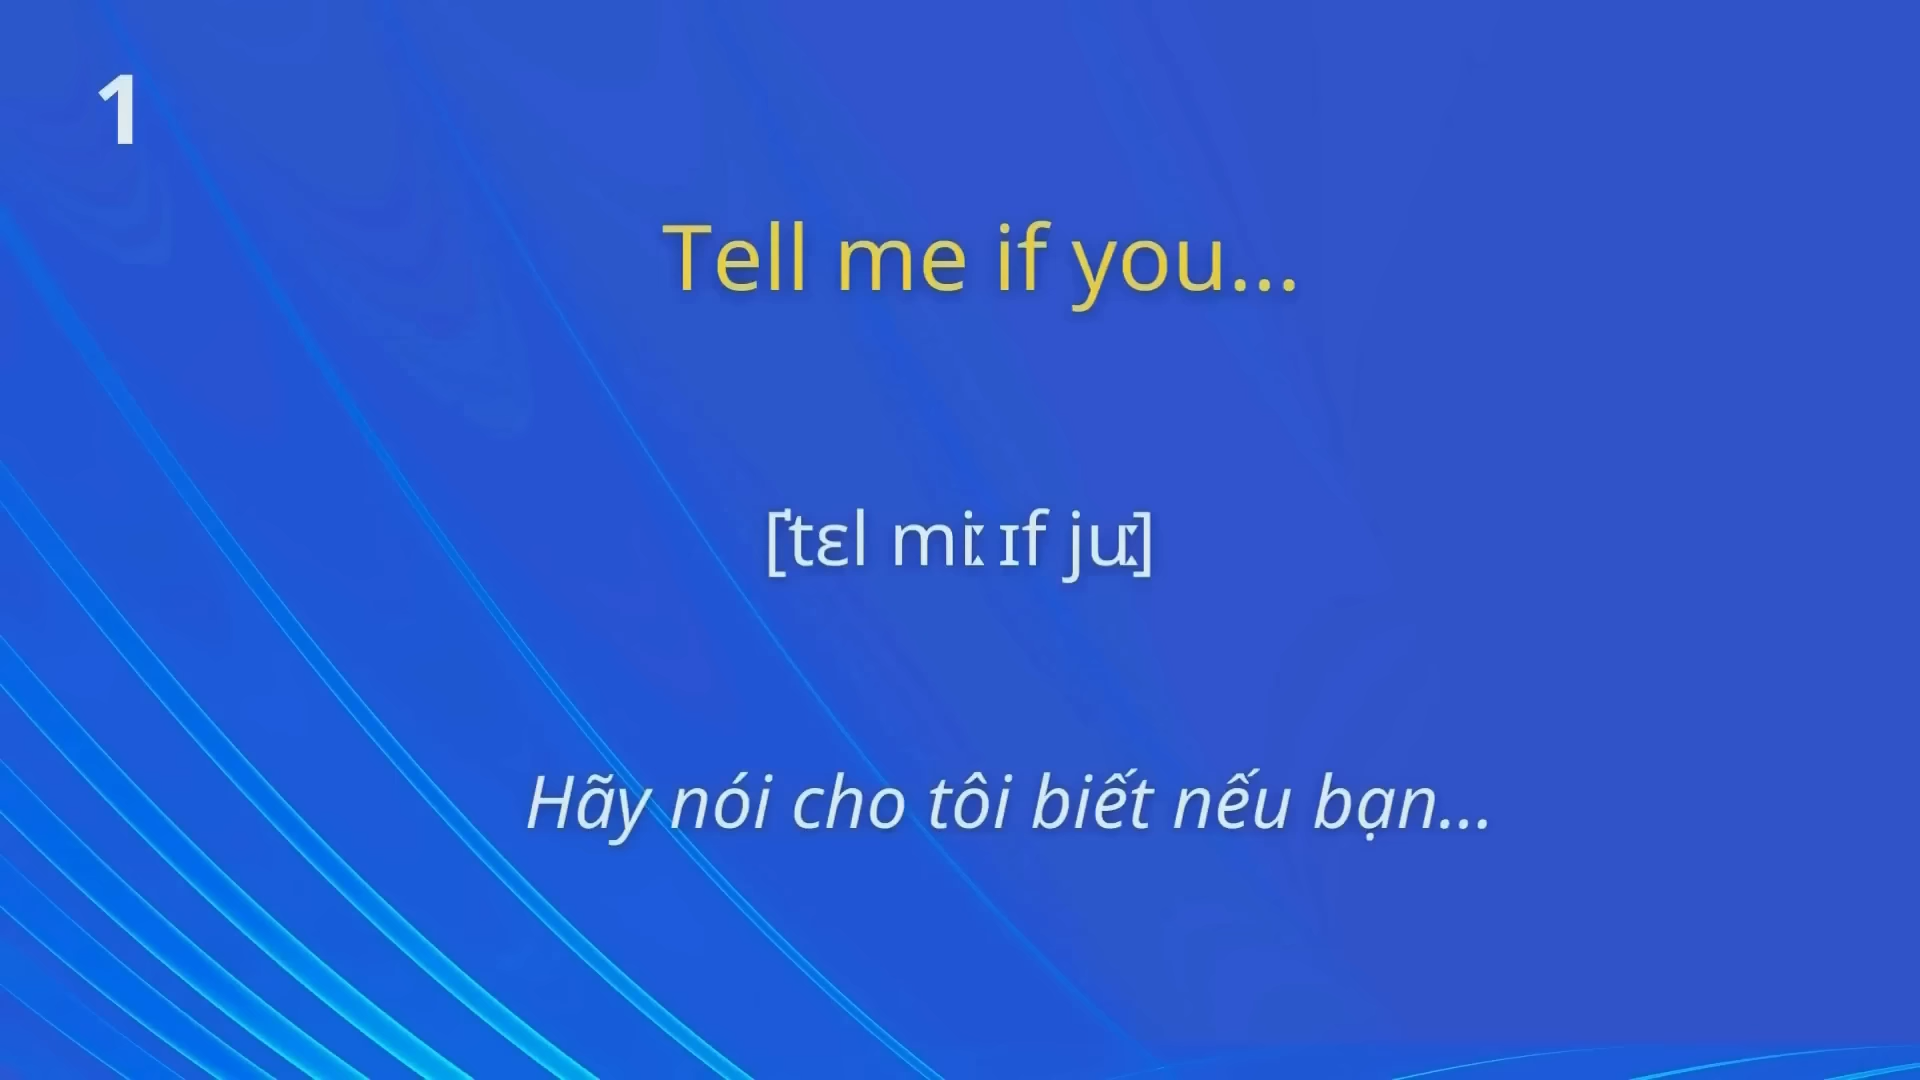 1
Tell me if you...
[ˈtɛl miː ɪf juː]
Hãy nói cho tôi biết nếu bạn...